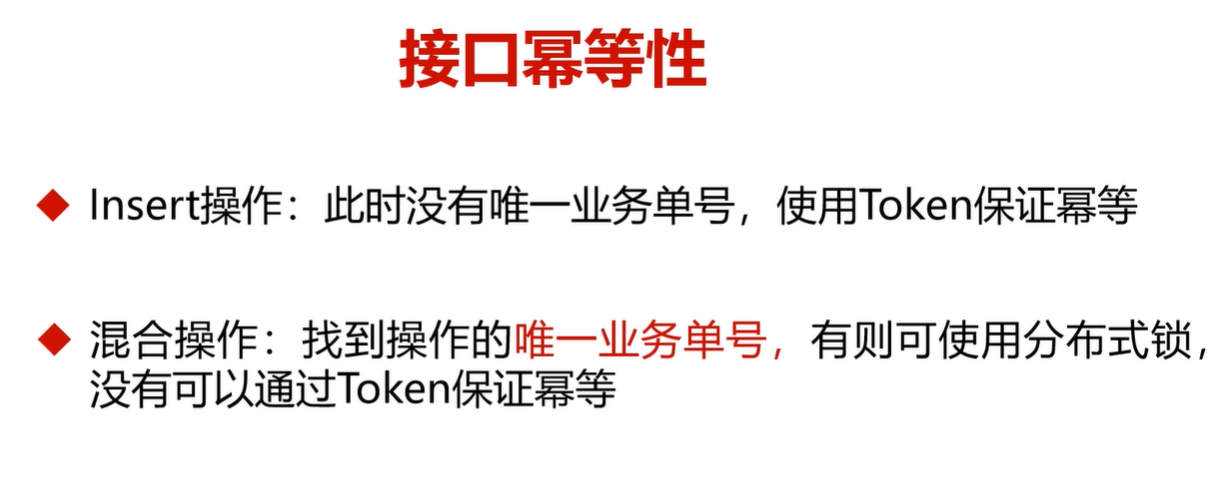 接口幂等性
Insert操作：此时没有唯一业务单号，使用Token保证幂等
混合操作：找到操作的唯一业务单号，有则可使用分布式锁，
没有可以通过Token保证幂等